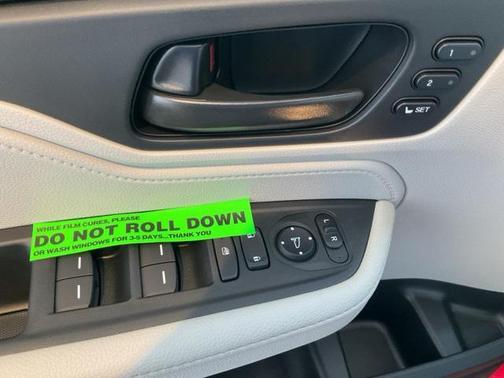 1
2
SET
WHILE FILM CURES, PLEASE
DO NOT ROLL DOWN
OR WASH WINDOWS FOR 3-5 DAYS...THANK YOU
L
R